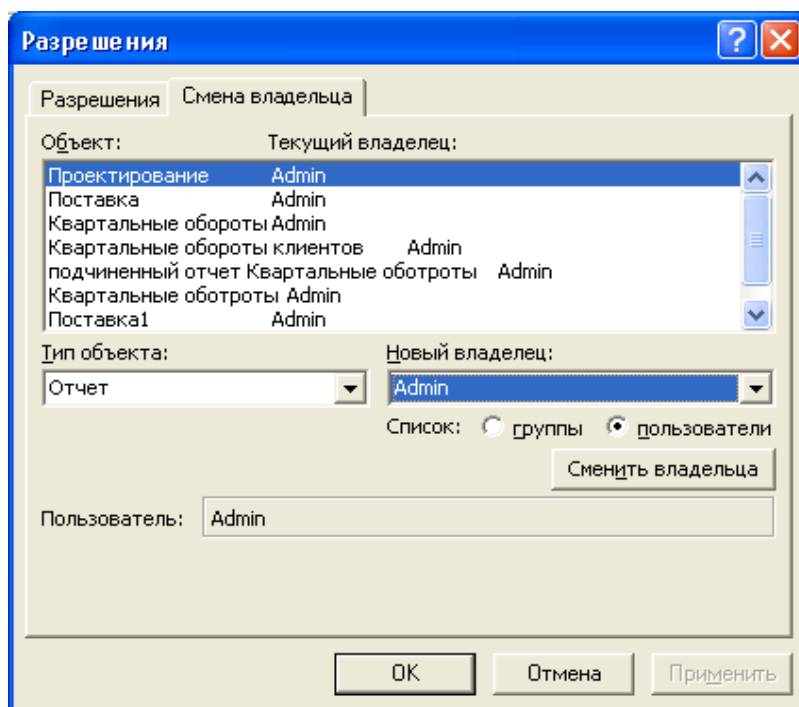 Разрешения
Разрешения Смена владельца
Объект: Текущий владелец:
Проектирование Admin
Поставка Admin
Квартальные обороты Admin
Квартальные обороты клиентов Admin
подчиненный отчет Квартальные оботроты Admin
Квартальные оботроты Admin
Поставка1 Admin
Тип объекта: Новый владелец:
Отчет Admin
Список: группы пользователи
Сменить владельца
Пользователь: Admin
OK Отмена Применить